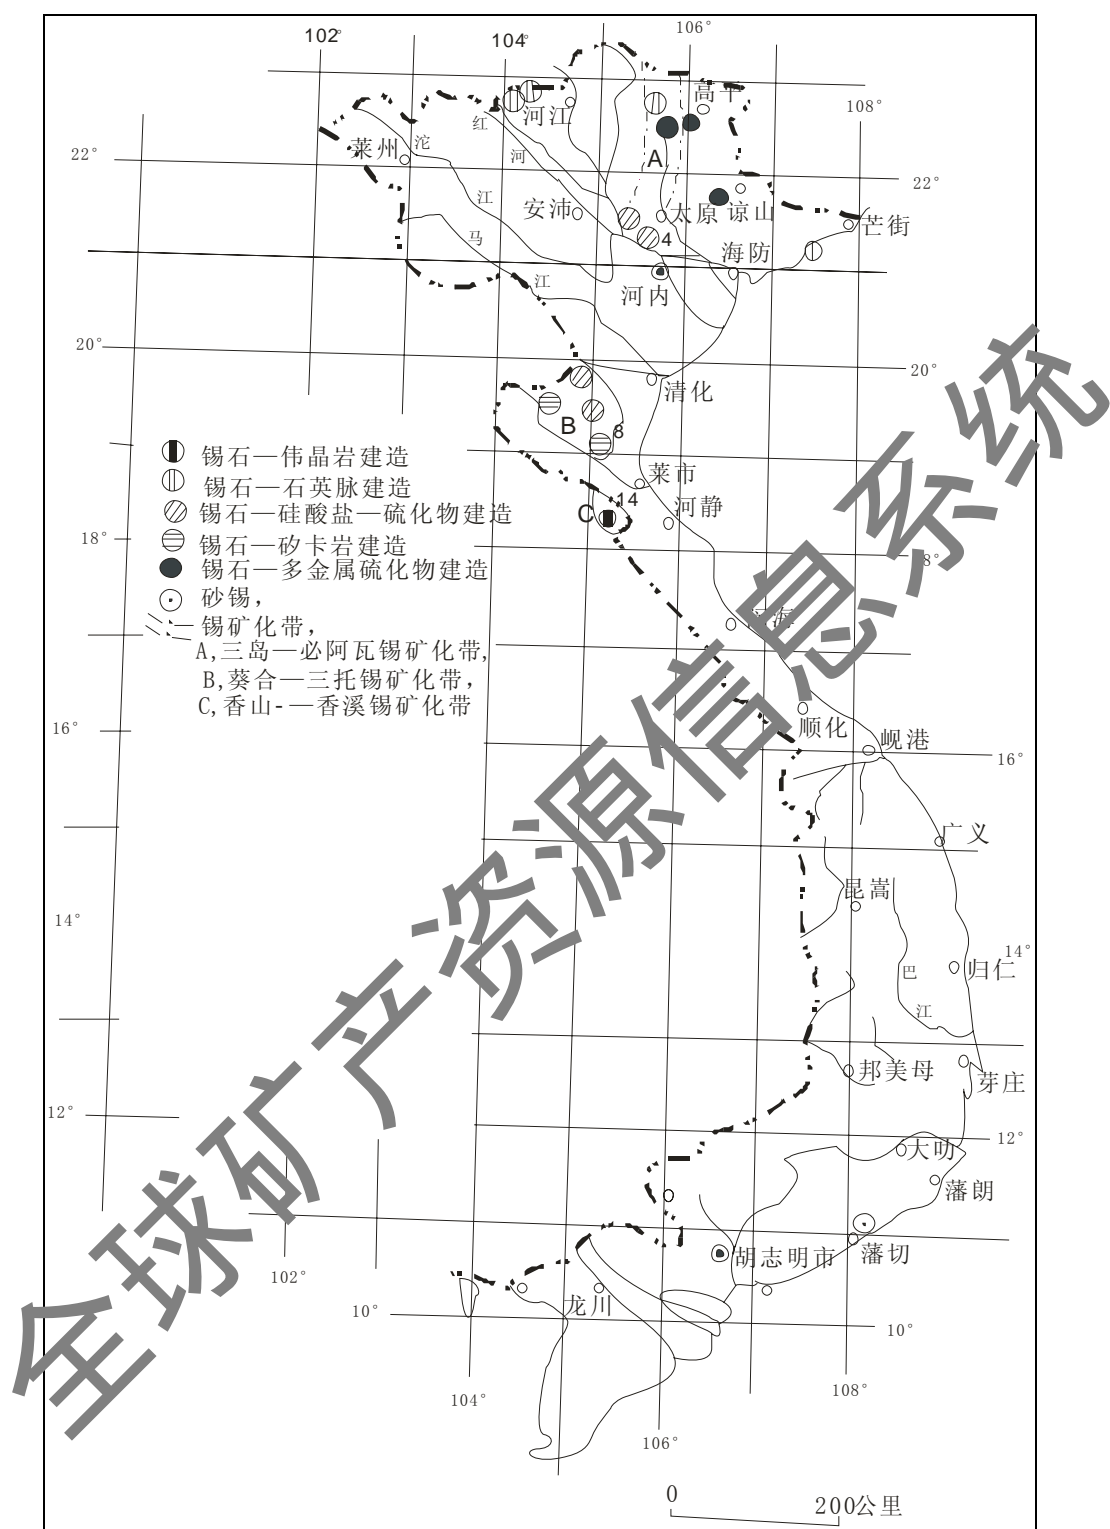 102°
104°
106°
108°
高平
红
河江
莱州
沱
河
A
22°
22°
江
安沛
太原
谅山
马
4
芒街
海防
江
河内
20°
20°
清化
B
8
锡石—伟晶岩建造
莱市
锡石—石英脉建造
14
河静
C
锡石—硅酸盐—硫化物建造
锡石—矽卡岩建造
18°
8°
锡石—多金属硫化物建造
砂锡，
锡矿化带，
A,三岛—必阿瓦锡矿化带,
B,葵合—三托锡矿化带，
C,香山-—香溪锡矿化带
16°
顺化
岘港
16°
广义
昆嵩
14°
14°
巴
归仁
江
邦美母
芽庄
12°
12°
大叻
藩朗
胡志明市
藩切
102°
龙川
10°
10°
104°
108°
106°
0
200公里
全球矿产资源信息系统